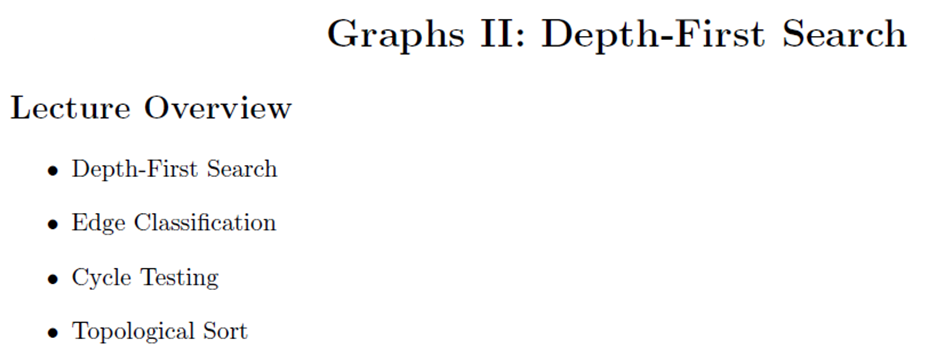 Graphs II: Depth-First Search
Lecture Overview
• Depth-First Search
• Edge Classification
• Cycle Testing
• Topological Sort